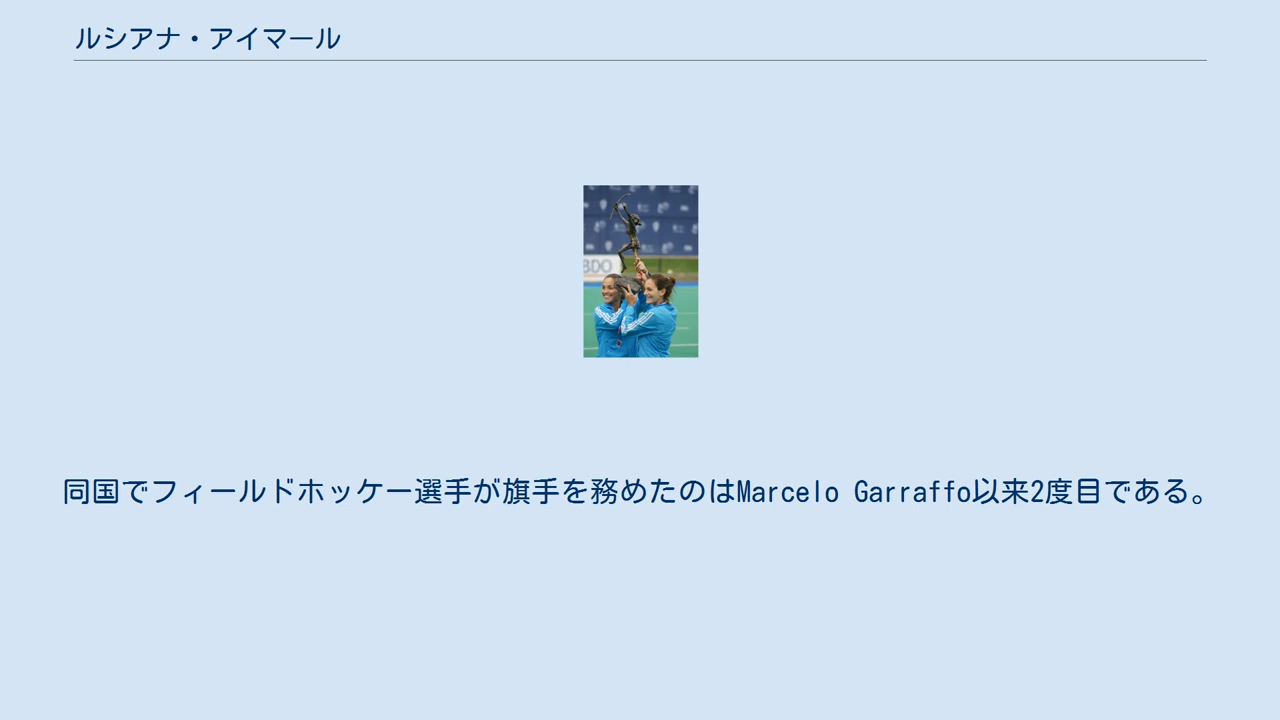 ルシアナ・アイマール
BDO
同国でフィールドホッケー選手が旗手を務めたのはMarcelo Garraffo以来2度目である。